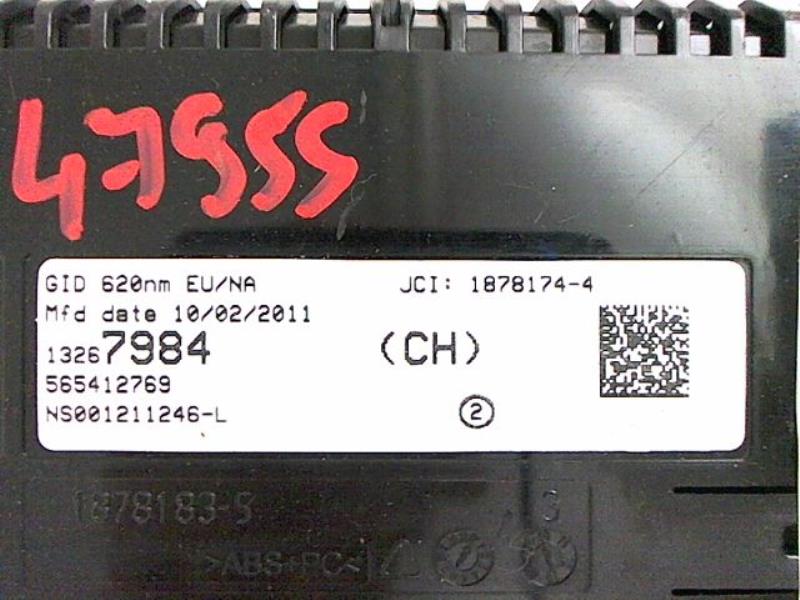 47955
GID 620nm EU/NA JCI: 1878174-4
Mfd date 10/02/2011
13267984 (CH)
565412769
NS001211246-L 2
1878183-5 3
>ABS+PC<